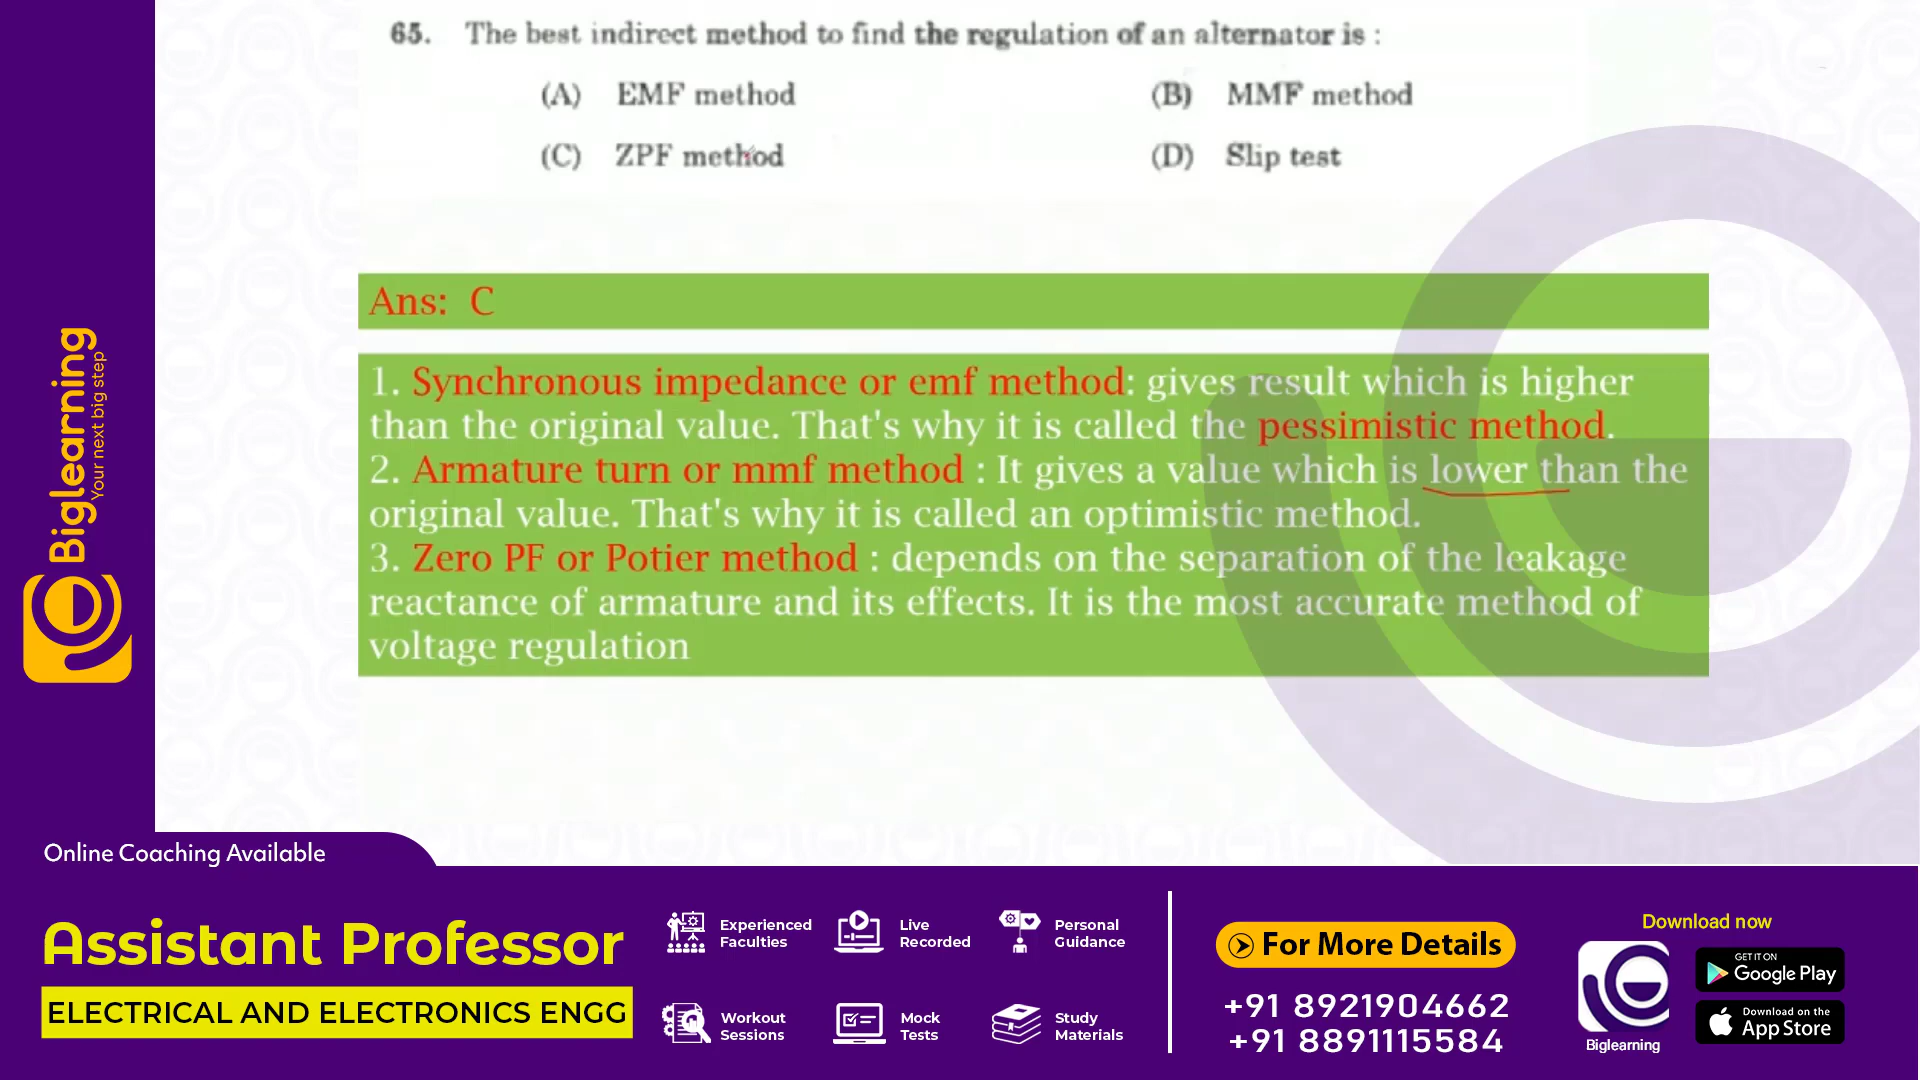 65. The best indirect method to find the regulation of an alternator is :
(A) EMF method (B) MMF method
(C) ZPF method (D) Slip test
Ans: C
1. Synchronous impedance or emf method: gives result which is higher
than the original value. That's why it is called the pessimistic method.
2. Armature turn or mmf method : It gives a value which is lower than the
original value. That's why it is called an optimistic method.
3. Zero PF or Potier method : depends on the separation of the leakage
reactance of armature and its effects. It is the most accurate method of
voltage regulation
Biglearning
Your next big step
Online Coaching Available
Assistant Professor
ELECTRICAL AND ELECTRONICS ENGG
Experienced
Faculties
Live
Recorded
Personal
Guidance
Workout
Sessions
Mock
Tests
Study
Materials
For More Details
+91 8921904662
+91 8891115584
Download now
Biglearning
GET IT ON
Google Play
Download on the
App Store